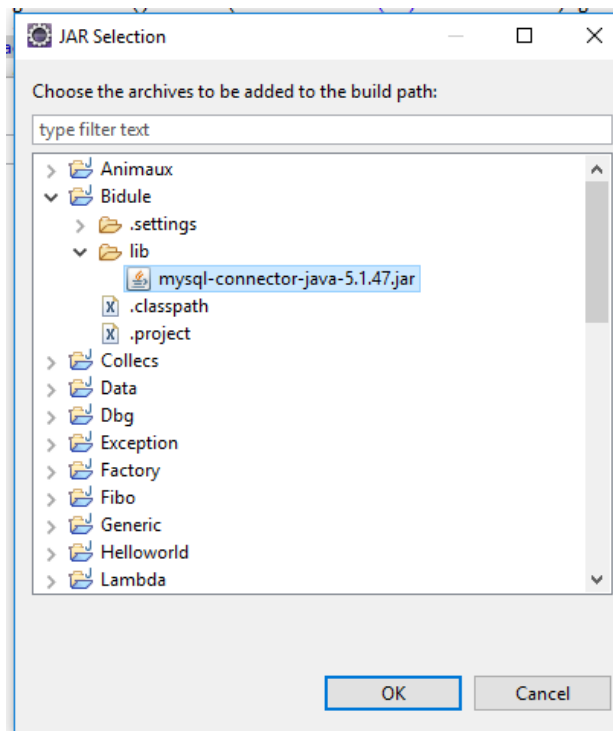 JAR Selection
Choose the archives to be added to the build path:
type filter text
Animaux
Bidule
.settings
lib
mysql-connector-java-5.1.47.jar
.classpath
.project
Collecs
Data
Dbg
Exception
Factory
Fibo
Generic
Helloworld
Lambda
OK Cancel